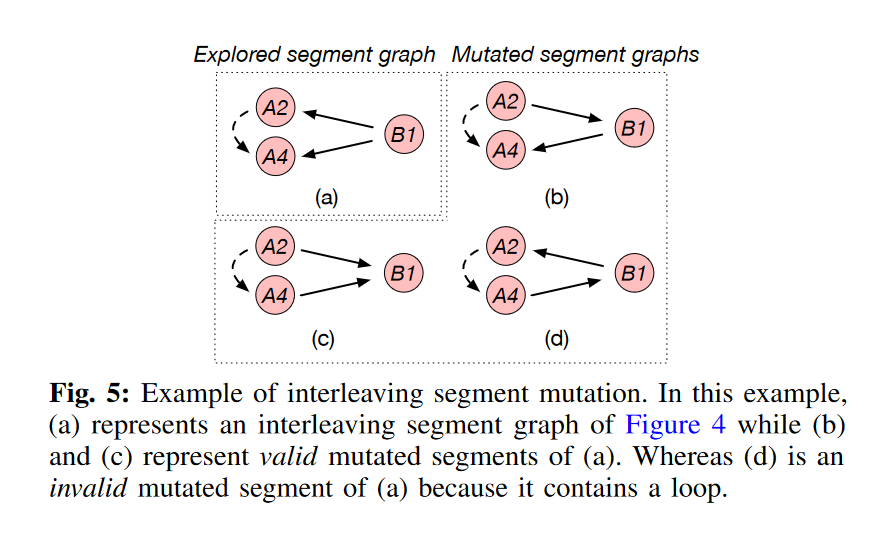 Explored segment graph Mutated segment graphs
A2
B1
A4
(a)
A2
B1
A4
(b)
A2
B1
A4
(c)
A2
B1
A4
(d)
Fig. 5: Example of interleaving segment mutation. In this example,
(a) represents an interleaving segment graph of Figure 4 while (b)
and (c) represent valid mutated segments of (a). Whereas (d) is an
invalid mutated segment of (a) because it contains a loop.